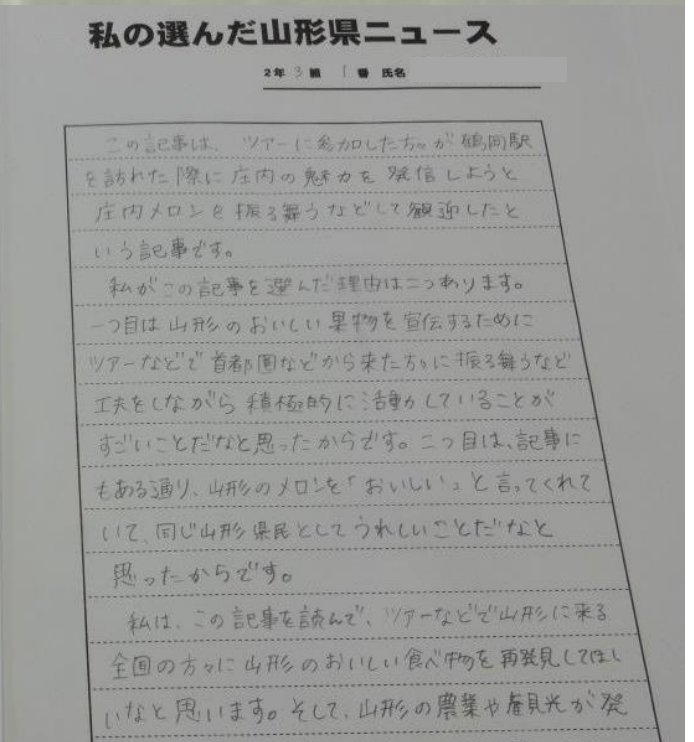 私の選んだ山形県ニュース
2年 3 組 1 番 氏名
この記事は、ツアーに参加した方々が鶴岡駅
を訪れた際に庄内の魅力を発信しようと
庄内メロンを振る舞うなどして歓迎したと
いう記事です。
私がこの記事を選んだ理由は二つあります。
一つ目は山形のおいしい果物を宣伝するために
ツアーなどで首都圏などから来た方々に振る舞うなど
工夫をしながら積極的に活動していることが
すごいことだなと思ったからです。二つ目は、記事に
もある通り、山形のメロンを「おいしい」と言ってくれて
いて、同じ山形県民としてうれしいことだなと
思ったからです。
私は、この記事を読んで、ツアーなどで山形に来る
全国の方々に山形のおいしい食べ物を再発見してほし
いなと思います。そして、山形の農業や観光が発